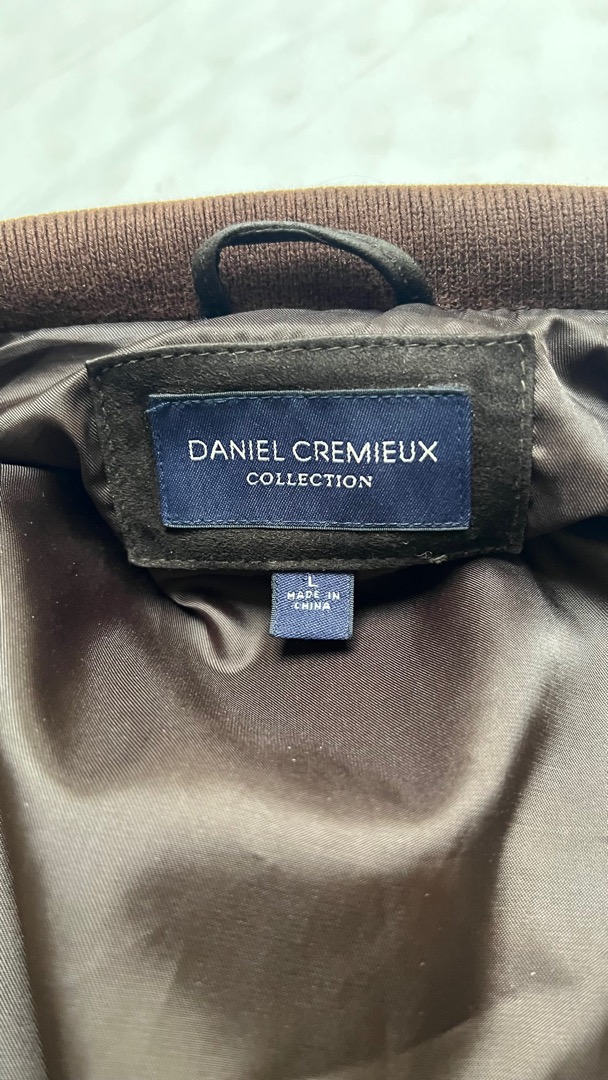 DANIEL CREMIEUX
COLLECTION
L
MADE IN
CHINA